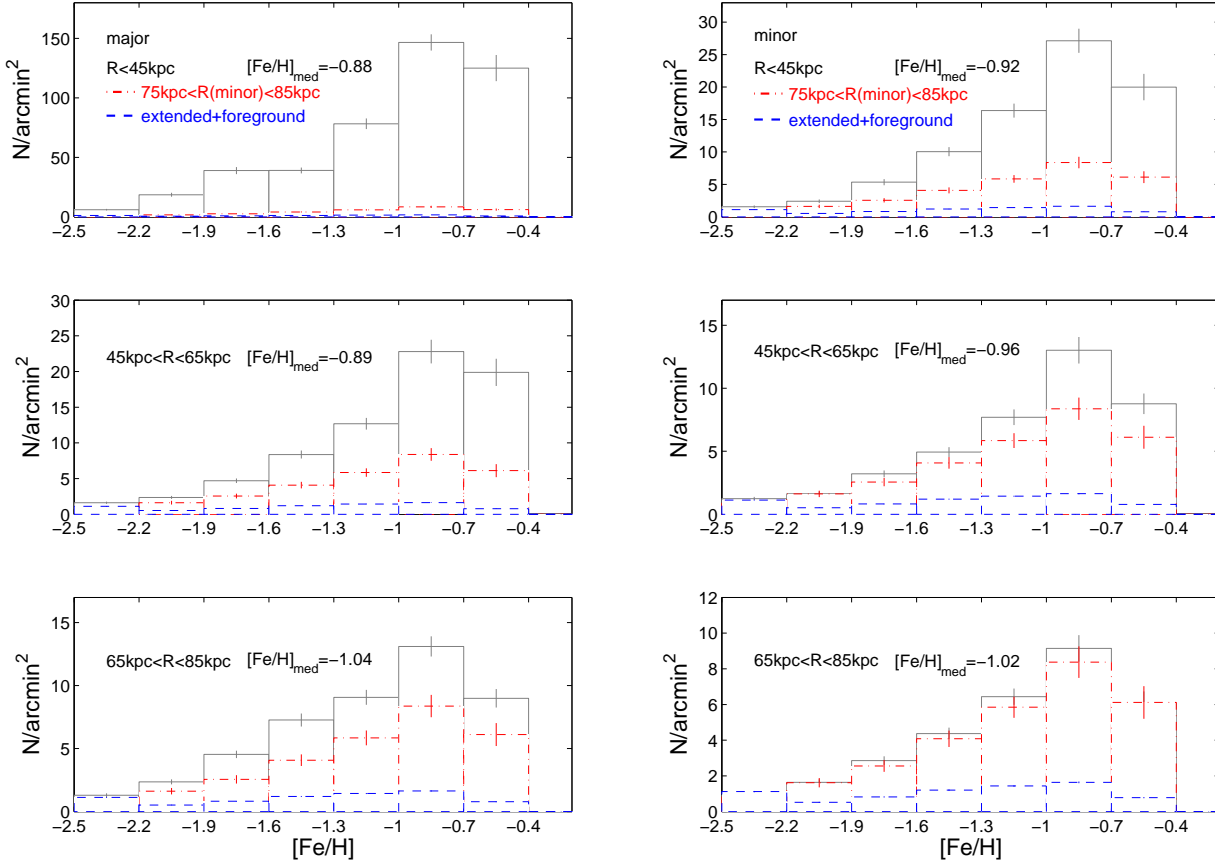 major
R<45kpc [Fe/H]med=−0.88
75kpc<R(minor)<85kpc
extended+foreground
N/arcmin2
150
100
50
0
−2.5 −2.2 −1.9 −1.6 −1.3 −1 −0.7 −0.4
minor
R<45kpc [Fe/H]med=−0.92
75kpc<R(minor)<85kpc
extended+foreground
N/arcmin2
30
25
20
15
10
5
0
−2.5 −2.2 −1.9 −1.6 −1.3 −1 −0.7 −0.4
45kpc<R<65kpc [Fe/H]med=−0.89
N/arcmin2
30
25
20
15
10
5
0
−2.5 −2.2 −1.9 −1.6 −1.3 −1 −0.7 −0.4
45kpc<R<65kpc [Fe/H]med=−0.96
N/arcmin2
15
10
5
0
−2.5 −2.2 −1.9 −1.6 −1.3 −1 −0.7 −0.4
65kpc<R<85kpc [Fe/H]med=−1.04
N/arcmin2
15
10
5
0
−2.5 −2.2 −1.9 −1.6 −1.3 −1 −0.7 −0.4
[Fe/H]
65kpc<R<85kpc [Fe/H]med=−1.02
N/arcmin2
12
10
8
6
4
2
0
−2.5 −2.2 −1.9 −1.6 −1.3 −1 −0.7 −0.4
[Fe/H]